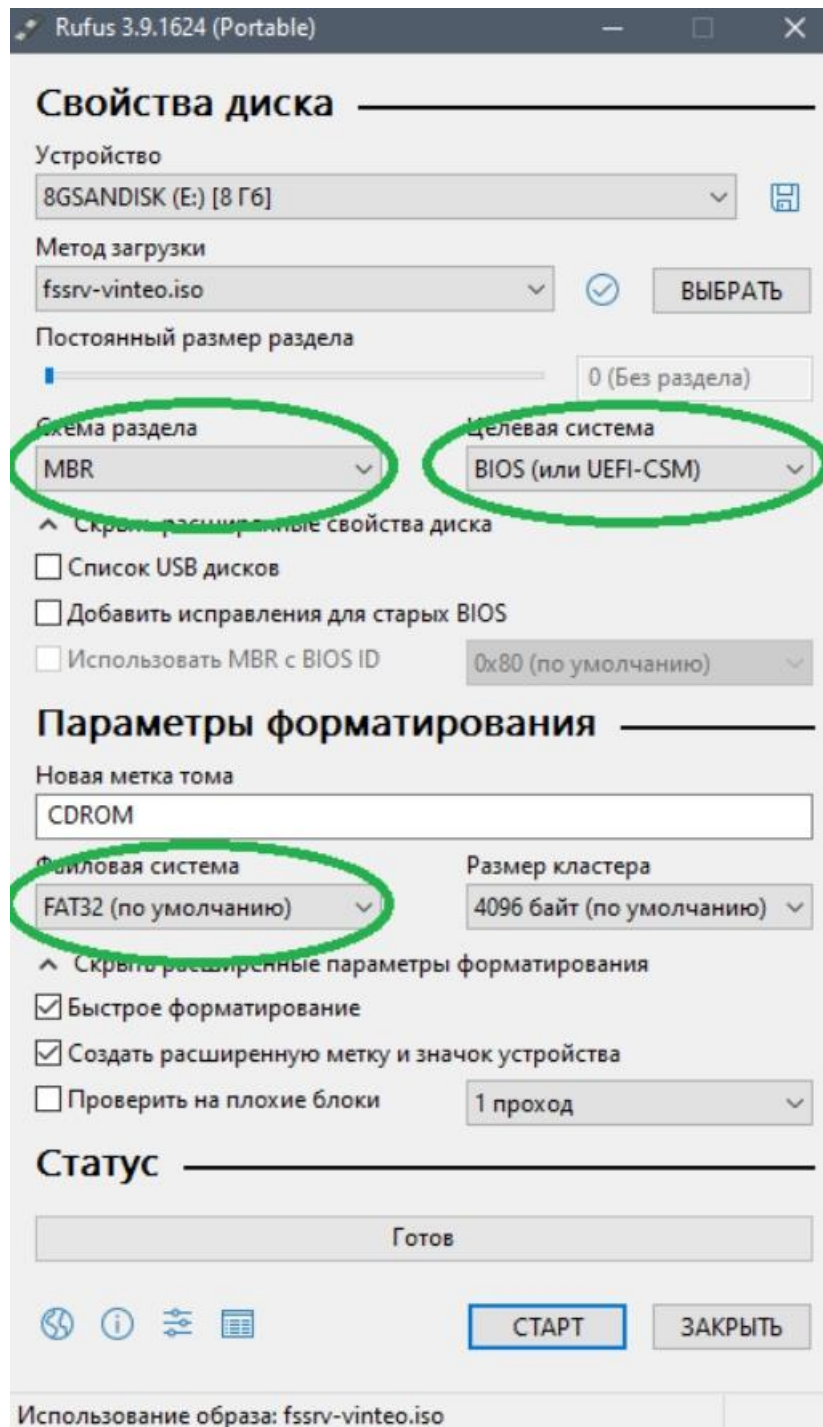 Rufus 3.9.1624 (Portable)
Свойства диска
Устройство
8GSANDISK (E:) [8 Гб]
Метод загрузки
fssrv-vinteo.iso
ВЫБРАТЬ
Постоянный размер раздела
0 (Без раздела)
Схема раздела
Целевая система
MBR
BIOS (или UEFI-CSM)
Скрыть расширенные свойства диска
Список USB дисков
Добавить исправления для старых BIOS
Использовать MBR с BIOS ID
0x80 (по умолчанию)
Параметры форматирования
Новая метка тома
CDROM
Файловая система
Размер кластера
FAT32 (по умолчанию)
4096 байт (по умолчанию)
Скрыть расширенные параметры форматирования
Быстрое форматирование
Создать расширенную метку и значок устройства
Проверить на плохие блоки
1 проход
Статус
Готов
СТАРТ
ЗАКРЫТЬ
Использование образа: fssrv-vinteo.iso